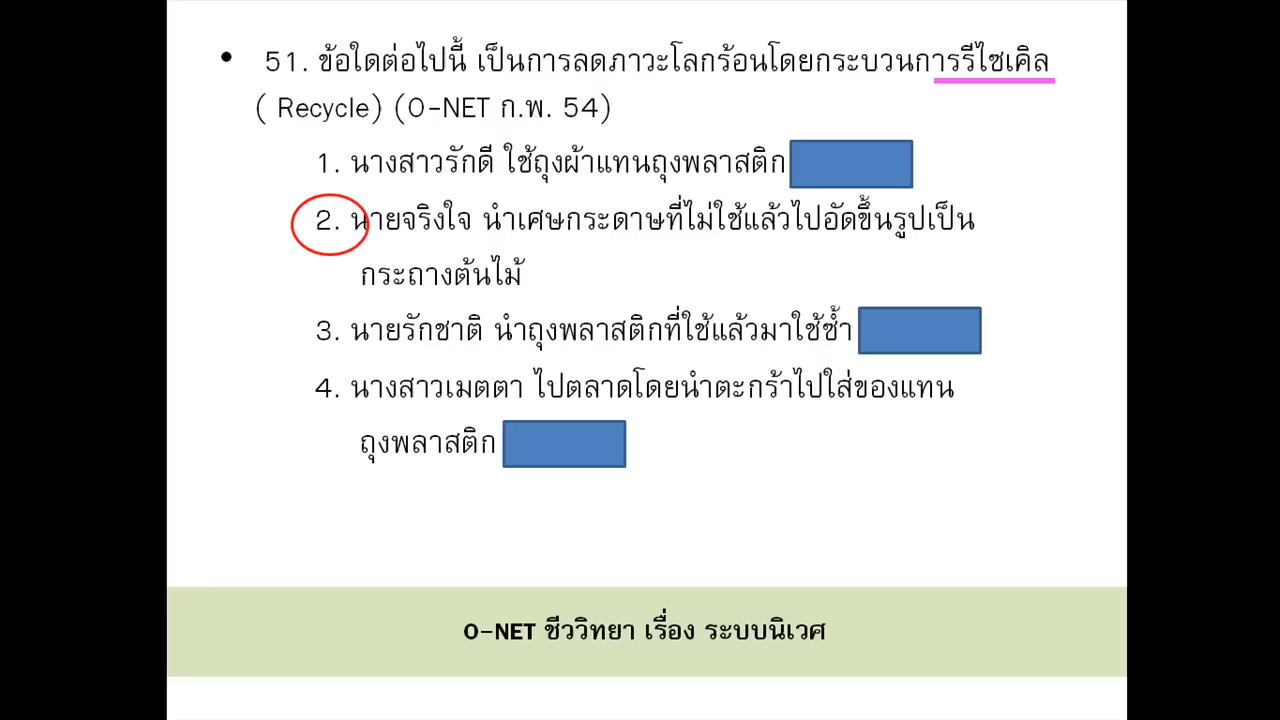 • 51. ข้อใดต่อไปนี้ เป็นการลดภาวะโลกร้อนโดยกระบวนการรีไซเคิล
( Recycle) (O-NET ก.พ. 54)
1. นางสาวรักดี ใช้ถุงผ้าแทนถุงพลาสติก
2. นายจริงใจ นำเศษกระดาษที่ไม่ใช้แล้วไปอัดขึ้นรูปเป็น
กระถางต้นไม้
3. นายรักชาติ นำถุงพลาสติกที่ใช้แล้วมาใช้ซ้ำ
4. นางสาวเมตตา ไปตลาดโดยนำตะกร้าไปใส่ของแทน
ถุงพลาสติก
O-NET ชีววิทยา เรื่อง ระบบนิเวศ